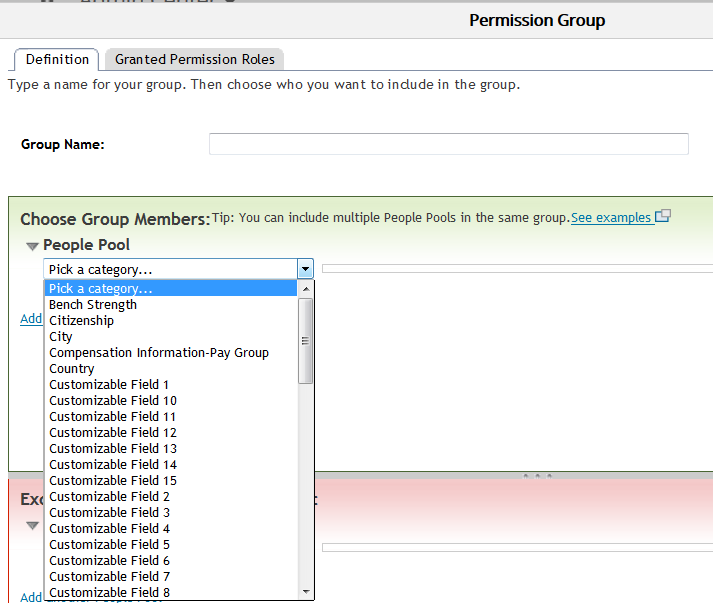 Permission Group
Definition
Granted Permission Roles
Type a name for your group. Then choose who you want to include in the group.
Group Name:
Choose Group Members: Tip: You can include multiple People Pools in the same group. See examples
People Pool
Pick a category...
Pick a category...
Bench Strength
Add
Citizenship
City
Compensation Information-Pay Group
Country
Customizable Field 1
Customizable Field 10
Customizable Field 11
Customizable Field 12
Customizable Field 13
Customizable Field 14
Customizable Field 15
Customizable Field 2
Customizable Field 3
Customizable Field 4
Customizable Field 5
Customizable Field 6
Customizable Field 7
Customizable Field 8
Add